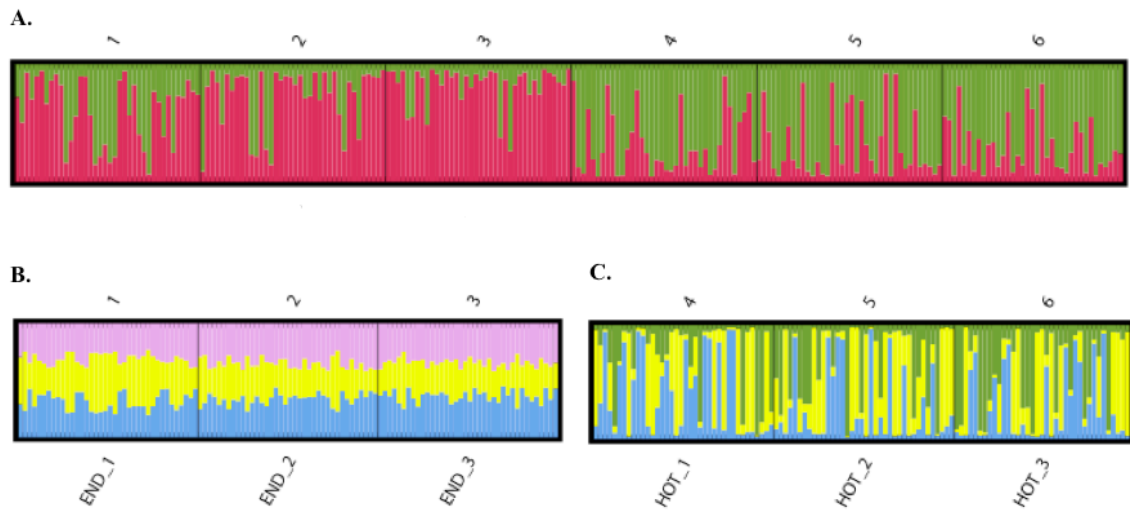 A.
1 2 3 4 5 6
B.
C.
1 2 3
4 5 6
END_1 END_2 END_3
HOT_1 HOT_2 HOT_3